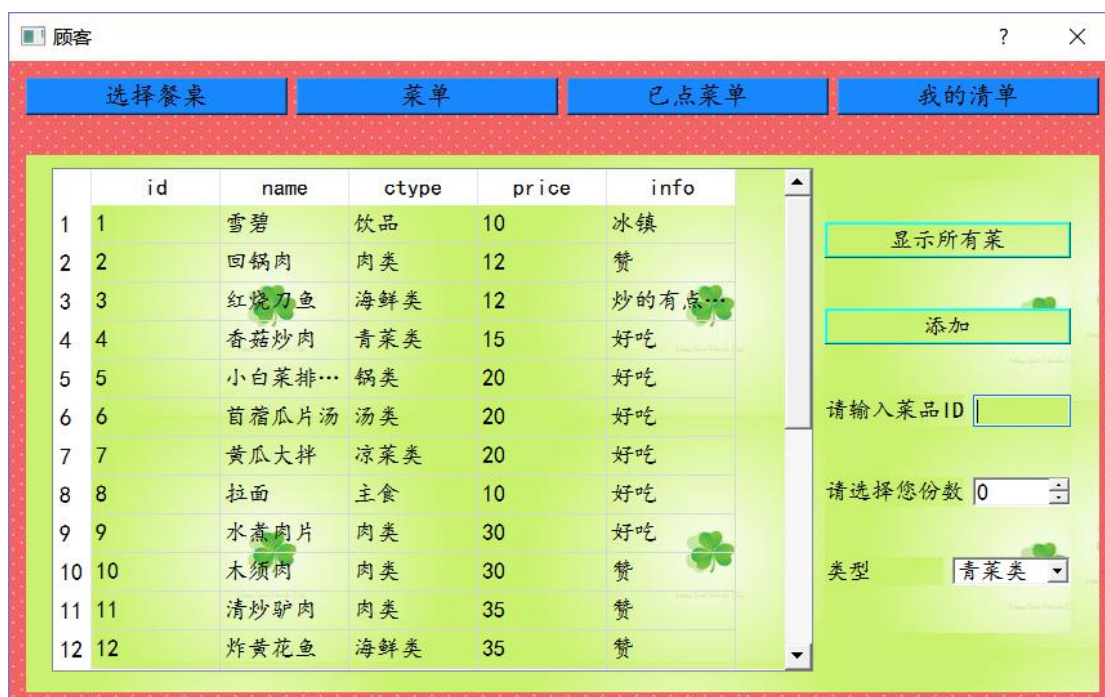 顾客
选择餐桌 菜单 已点菜单 我的清单
id name ctype price info
1 1 雪碧 饮品 10 冰镇
2 2 回锅肉 肉类 12 赞
3 3 红烧刀鱼 海鲜类 12 炒的有点…
4 4 香菇炒肉 青菜类 15 好吃
5 5 小白菜排… 锅类 20 好吃
6 6 苜蓿瓜片汤 汤类 20 好吃
7 7 黄瓜大拌 凉菜类 20 好吃
8 8 拉面 主食 10 好吃
9 9 水煮肉片 肉类 30 好吃
10 10 木须肉 肉类 30 赞
11 11 清炒驴肉 肉类 35 赞
12 12 炸黄花鱼 海鲜类 35 赞
显示所有菜
添加
请输入菜品ID
请选择您份数 0
类型 青菜类